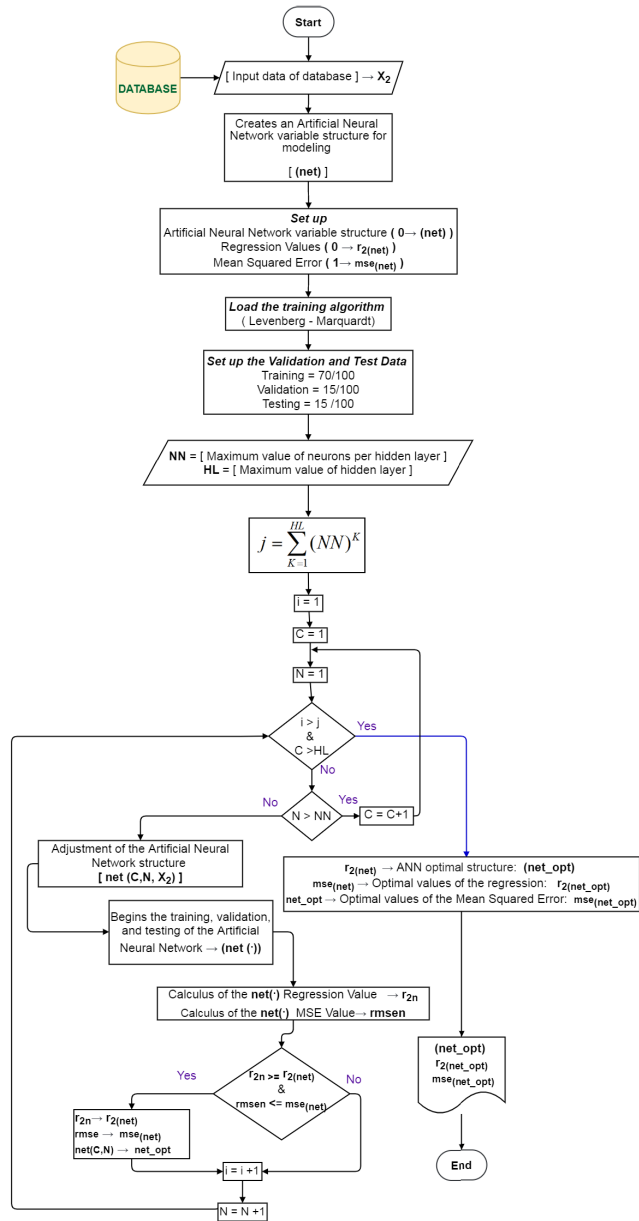 Start
DATABASE
[ Input data of database ] → X₂
Creates an Artificial Neural
Network variable structure for
modeling
[ (net) ]
Set up
Artificial Neural Network variable structure ( 0→ (net) )
Regression Values ( 0 → r₂(net) )
Mean Squared Error ( 1→ mse(net) )
Load the training algorithm
( Levenberg - Marquardt)
Set up the Validation and Test Data
Training = 70/100
Validation = 15/100
Testing = 15 /100
NN = [ Maximum value of neurons per hidden layer ]
HL = [ Maximum value of hidden layer ]
j = ∑ HL K=1 (NN)^K
i = 1
C = 1
N = 1
i > j
&
C >HL
Yes
No
N > NN
No
Yes
C = C+1
Adjustment of the Artificial Neural
Network structure
[ net (C,N, X₂) ]
r₂(net) → ANN optimal structure: (net_opt)
mse(net) → Optimal values of the regression: r₂(net_opt)
net_opt → Optimal values of the Mean Squared Error: mse(net_opt)
Begins the training, validation,
and testing of the Artificial
Neural Network → (net (·))
Calculus of the net(·) Regression Value → r₂n
Calculus of the net(·) MSE Value→ rmsen
r₂n >= r₂(net)
&
rmsen <= mse(net)
Yes
No
r₂n→ r₂(net)
rmse → mse(net)
net(C,N) → net_opt
i = i +1
N = N +1
(net_opt)
r₂(net_opt)
mse(net_opt)
End